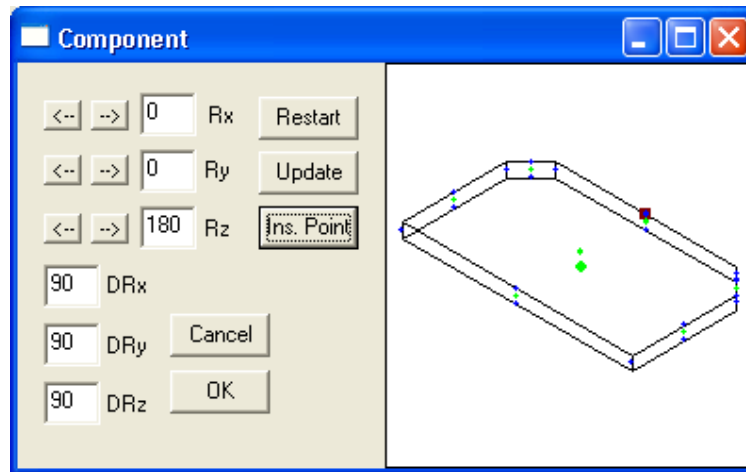 Component
<-- --> 0 Rx Restart
<-- --> 0 Ry Update
<-- --> 180 Rz Ins. Point
90 DRx
90 DRy Cancel
90 DRz OK